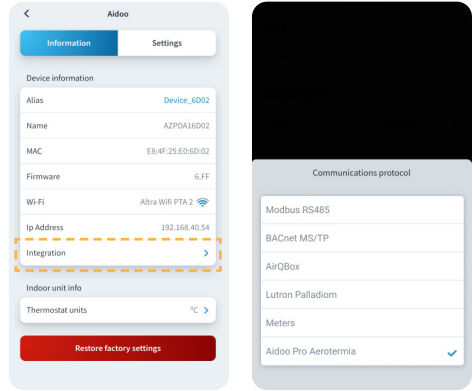 Aidoo
Information Settings
Device information
Alias Device_6D02
Name AZPDA16D02
MAC E8:4F:25:E0:6D:02
Firmware 6.FF
Wi-Fi Altra Wifi PTA 2
Ip Address 192.168.40.54
Integration
Indoor unit info
Thermostat units °C
Restore factory settings
Communications protocol
Modbus RS485
BACnet MS/TP
AirQBox
Lutron Palladiom
Meters
Aidoo Pro Aerotermia